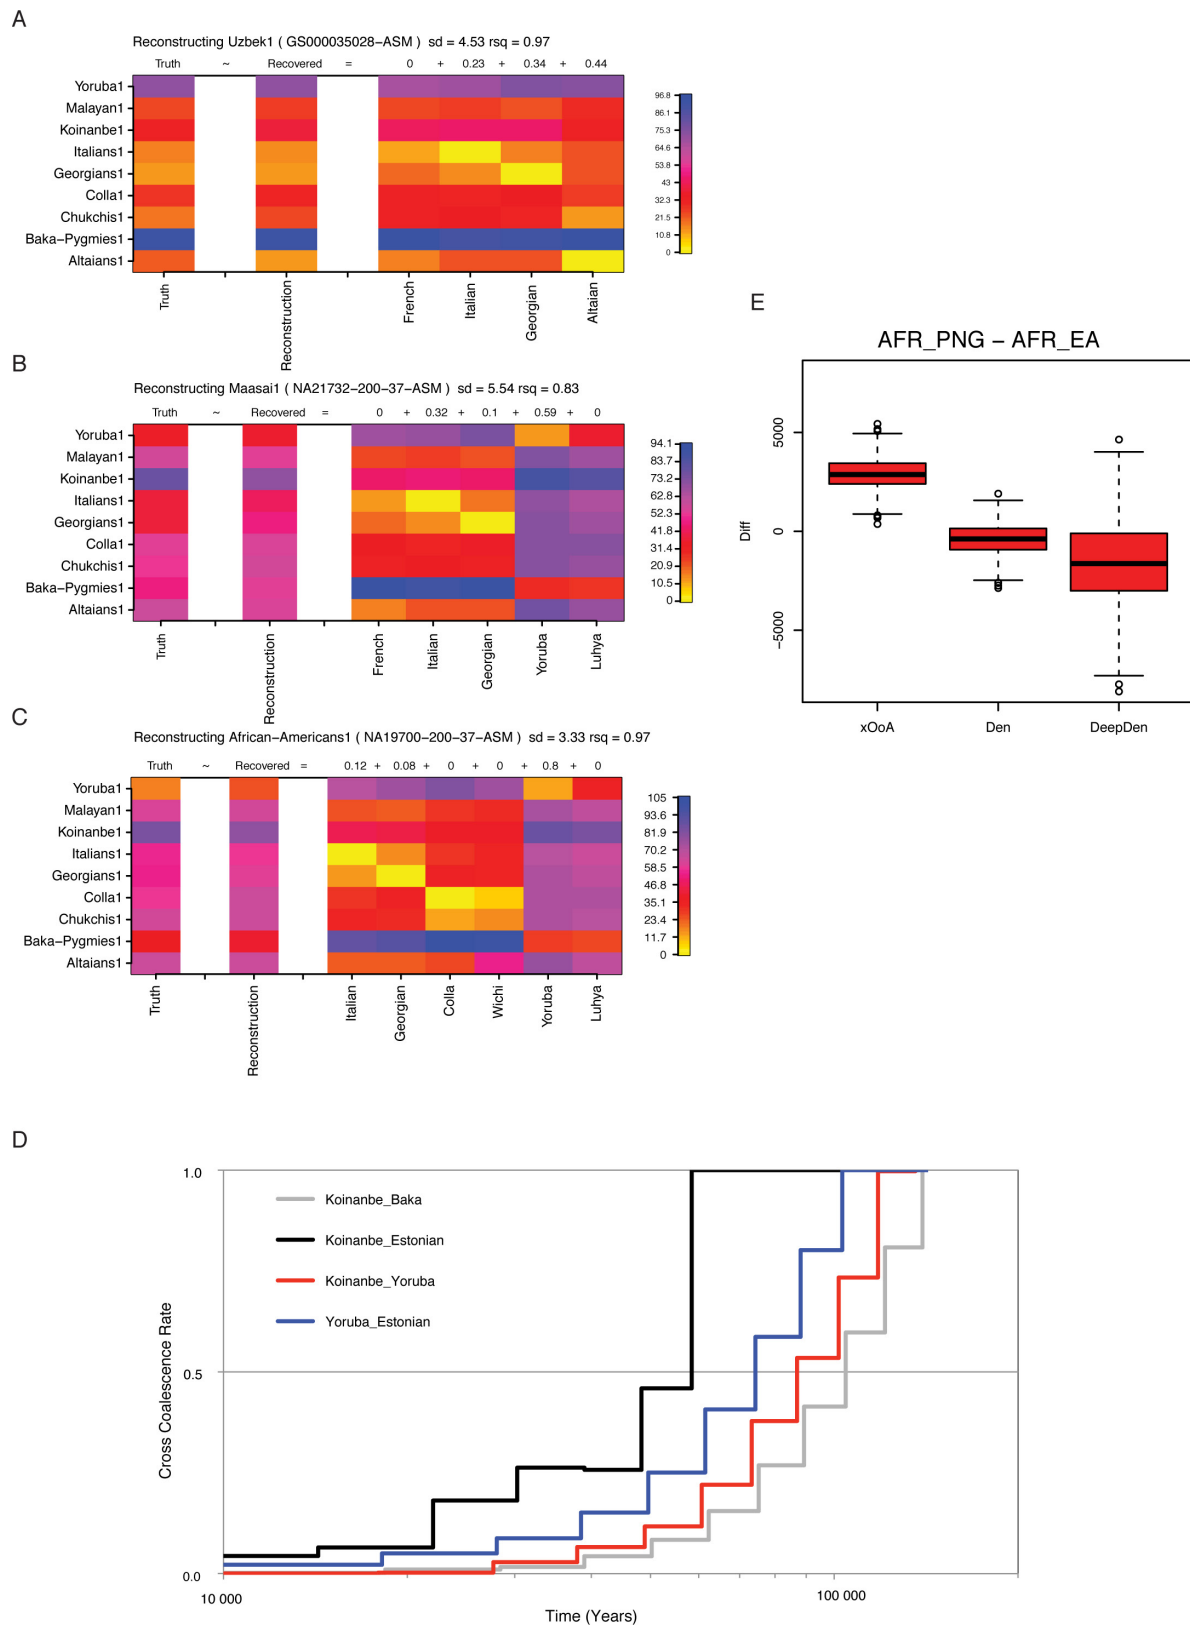 A
Reconstructing Uzbek1 ( GS000035028−ASM ) sd = 4.53 rsq = 0.97
Truth ~ Recovered = 0 + 0.23 + 0.34 + 0.44
Yoruba1
Malayan1
Koinanbe1
Italians1
Georgians1
Colla1
Chukchis1
Baka−Pygmies1
Altaians1
96.8
86.1
75.3
64.6
53.8
43
32.3
21.5
10.8
0
Truth
Reconstruction
French
Italian
Georgian
Altaian
B
Reconstructing Maasai1 ( NA21732−200−37−ASM ) sd = 5.54 rsq = 0.83
Truth ~ Recovered = 0 + 0.32 + 0.1 + 0.59 + 0
Yoruba1
Malayan1
Koinanbe1
Italians1
Georgians1
Colla1
Chukchis1
Baka−Pygmies1
Altaians1
94.1
83.7
73.2
62.8
52.3
41.8
31.4
20.9
10.5
0
Truth
Reconstruction
French
Italian
Georgian
Yoruba
Luhya
C
Reconstructing African−Americans1 ( NA19700−200−37−ASM ) sd = 3.33 rsq = 0.97
Truth ~ Recovered = 0.12 + 0.08 + 0 + 0 + 0.8 + 0
Yoruba1
Malayan1
Koinanbe1
Italians1
Georgians1
Colla1
Chukchis1
Baka−Pygmies1
Altaians1
105
93.6
81.9
70.2
58.5
46.8
35.1
23.4
11.7
0
Truth
Reconstruction
Italian
Georgian
Colla
Wichi
Yoruba
Luhya
E
AFR_PNG − AFR_EA
Diff
5000
0
−5000
xOoA
Den
DeepDen
D
Cross Coalescence Rate
1.0
0.5
0.0
Koinanbe_Baka
Koinanbe_Estonian
Koinanbe_Yoruba
Yoruba_Estonian
10 000
100 000
Time (Years)